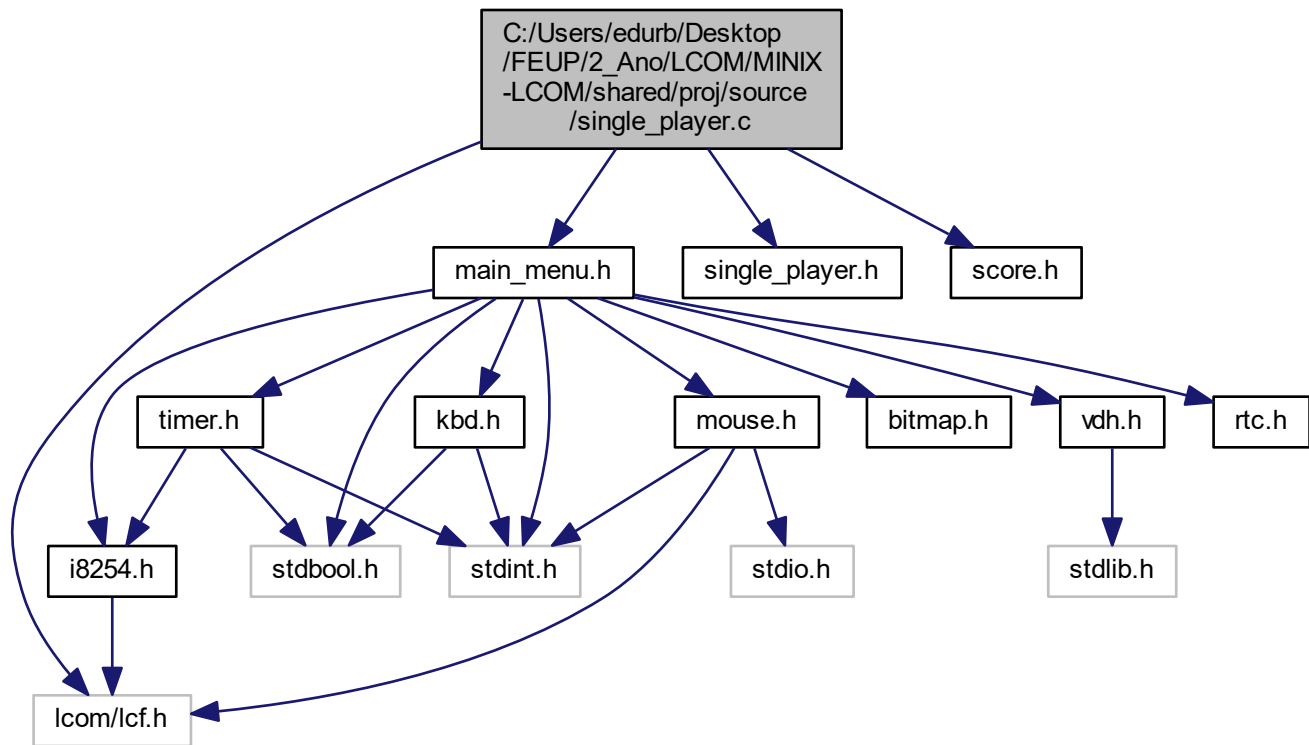 C:/Users/edurb/Desktop
/FEUP/2_Ano/LCOM/MINIX
-LCOM/shared/proj/source
/single_player.c
main_menu.h
single_player.h
score.h
timer.h
kbd.h
mouse.h
bitmap.h
vdh.h
rtc.h
i8254.h
stdbool.h
stdint.h
stdio.h
stdlib.h
lcom/lcf.h